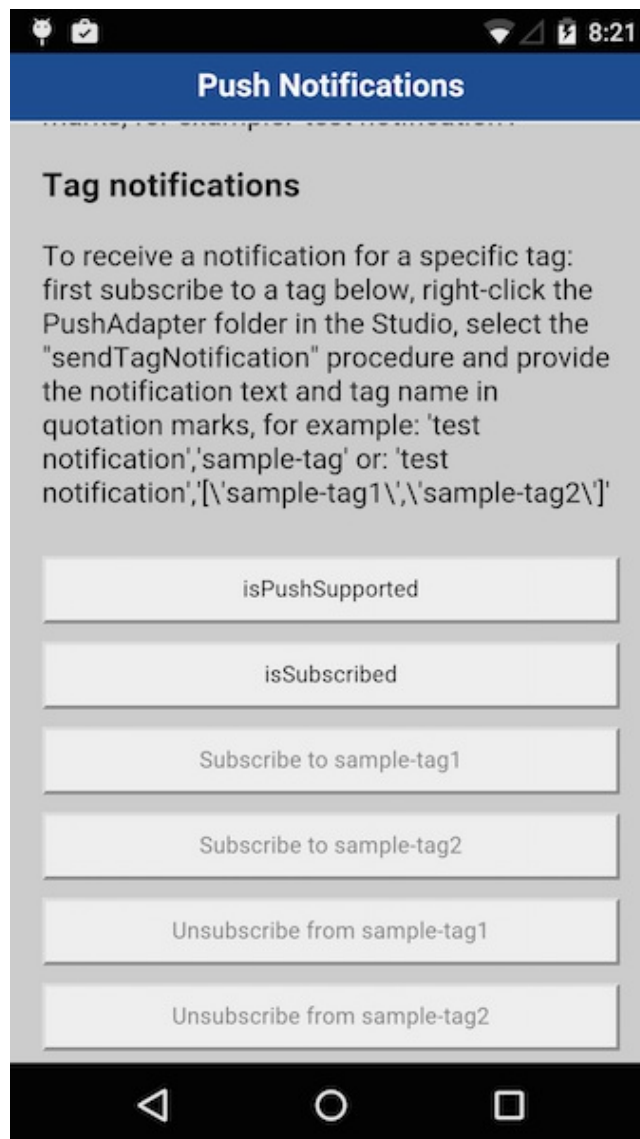 8:21
Push Notifications
Tag notifications
To receive a notification for a specific tag:
first subscribe to a tag below, right-click the
PushAdapter folder in the Studio, select the
"sendTagNotification" procedure and provide
the notification text and tag name in
quotation marks, for example: 'test
notification','sample-tag' or: 'test
notification','[\'sample-tag1\',\'sample-tag2\']'
isPushSupported
isSubscribed
Subscribe to sample-tag1
Subscribe to sample-tag2
Unsubscribe from sample-tag1
Unsubscribe from sample-tag2